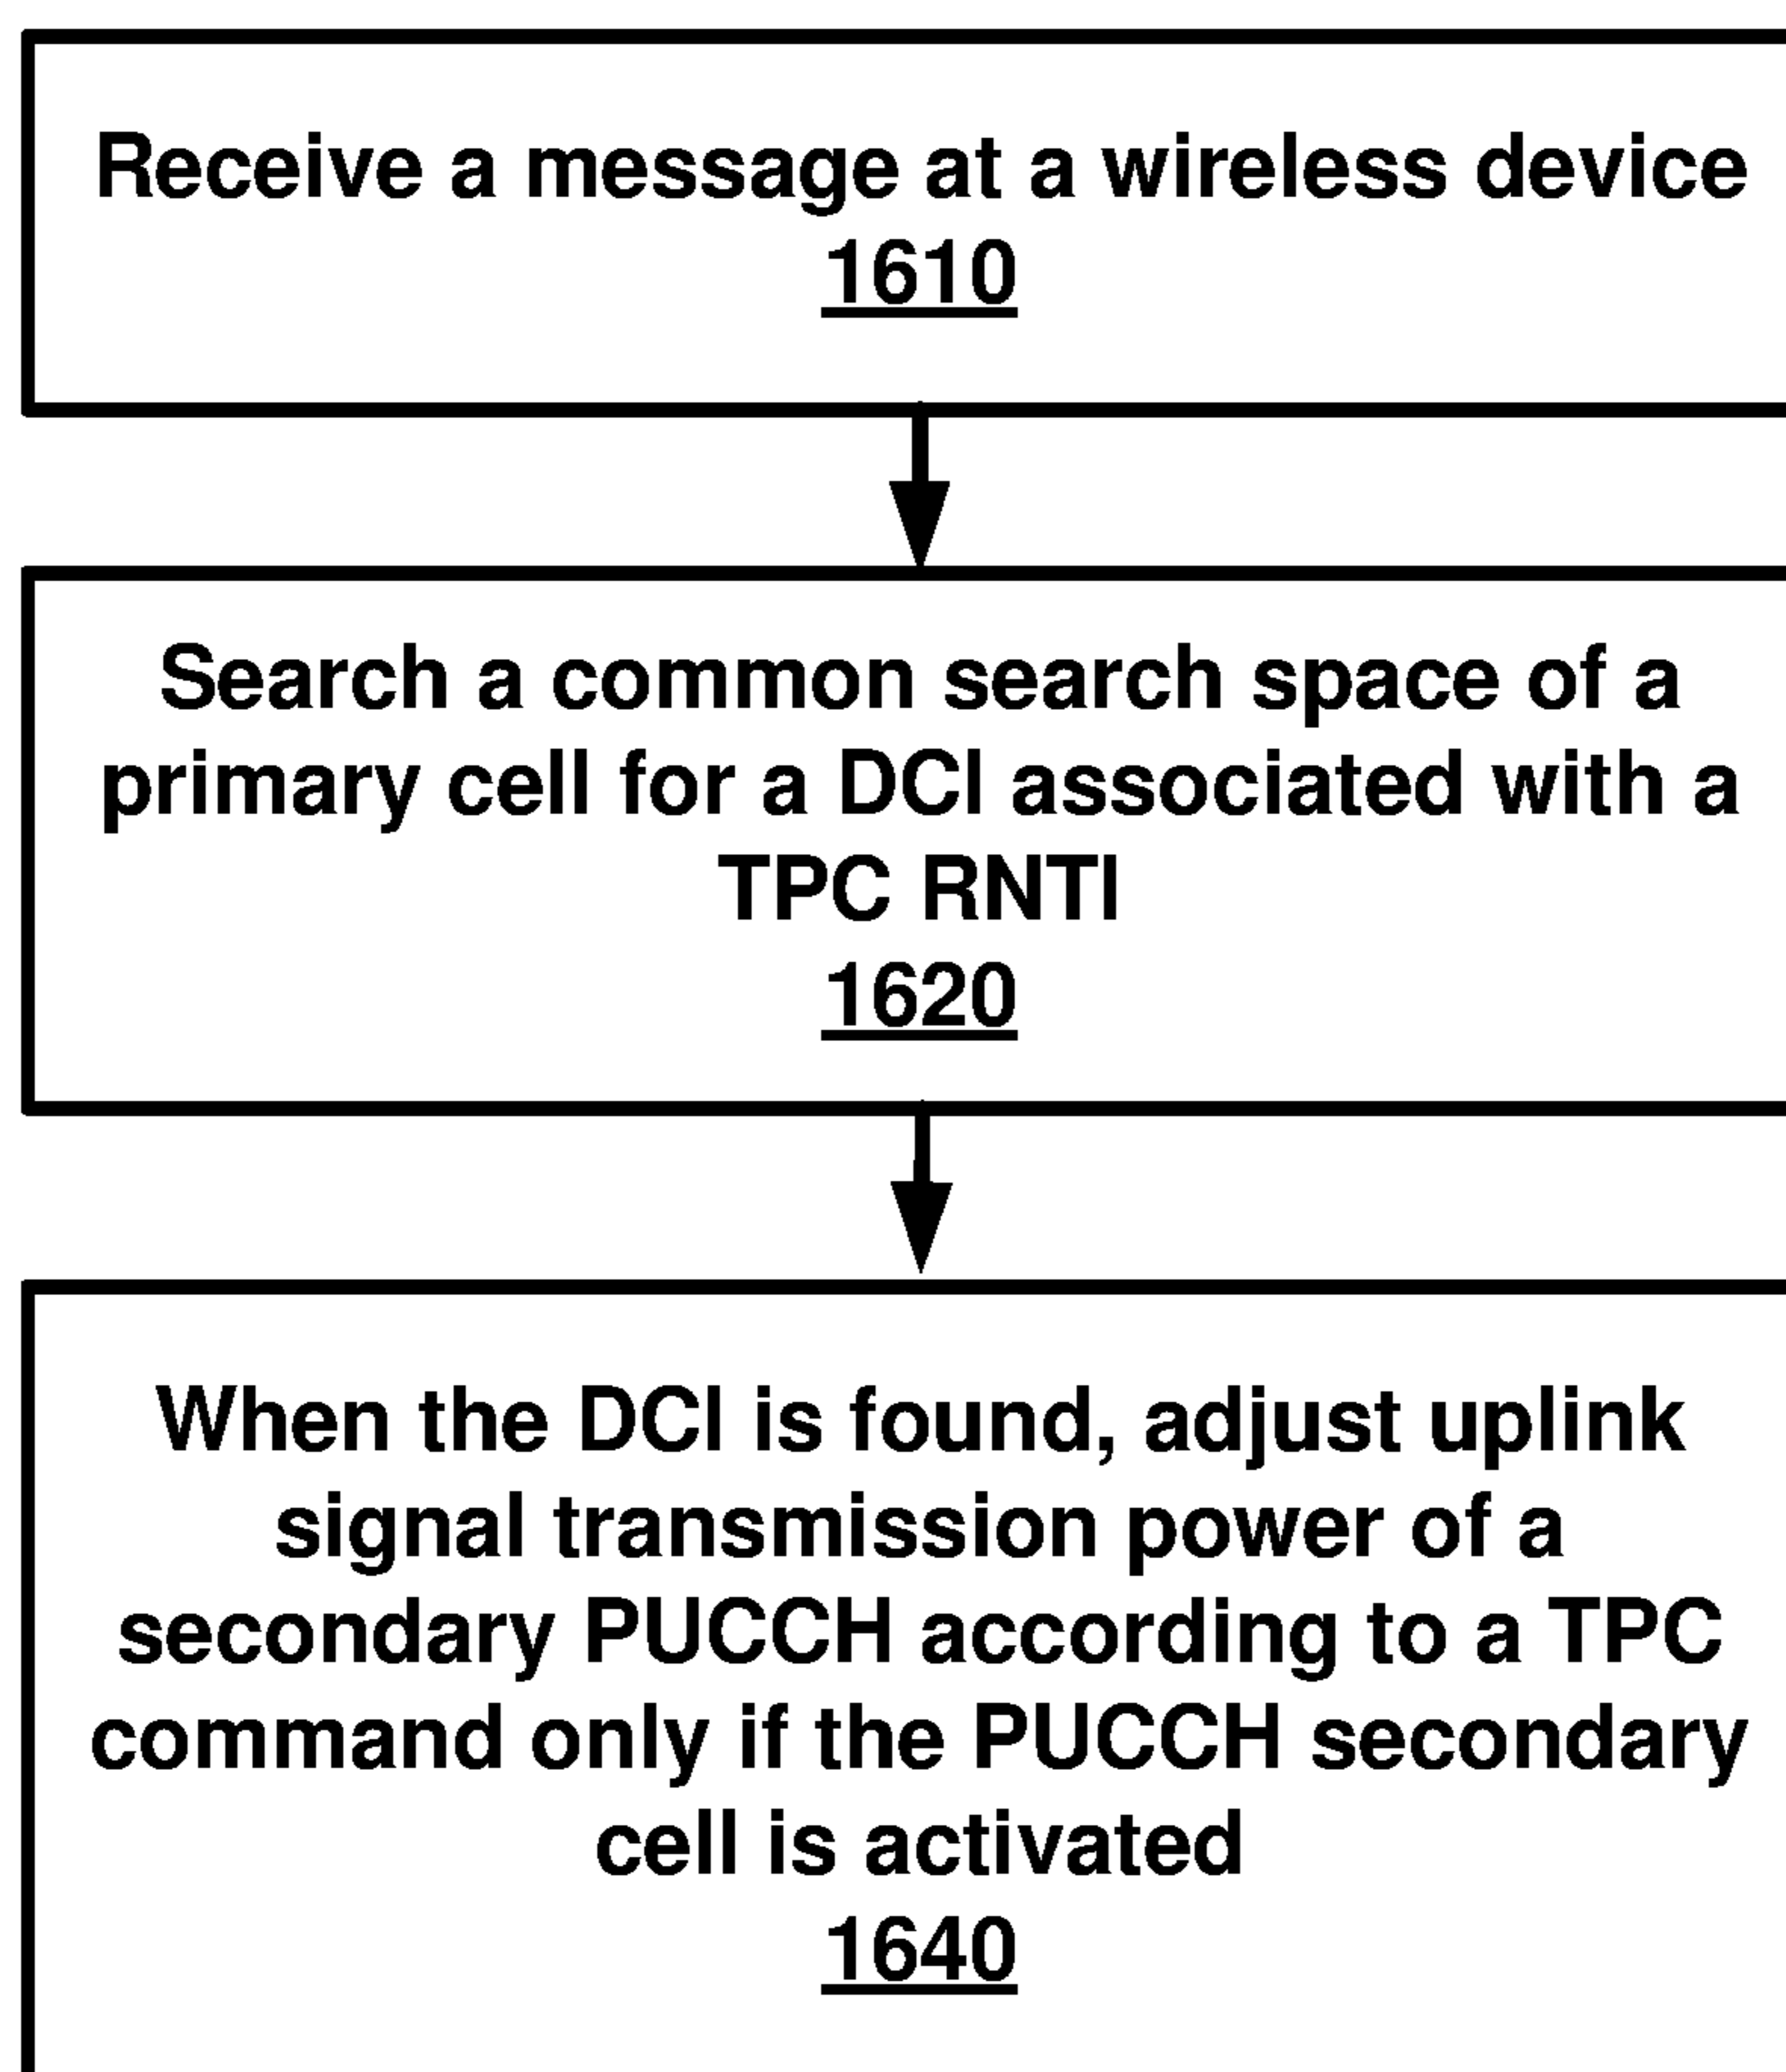 Receive a message at a wireless device
1610
Search a common search space of a
primary cell for a DCI associated with a
TPC RNTI
1620
When the DCI is found, adjust uplink
signal transmission power of a
secondary PUCCH according to a TPC
command only if the PUCCH secondary
cell is activated
1640